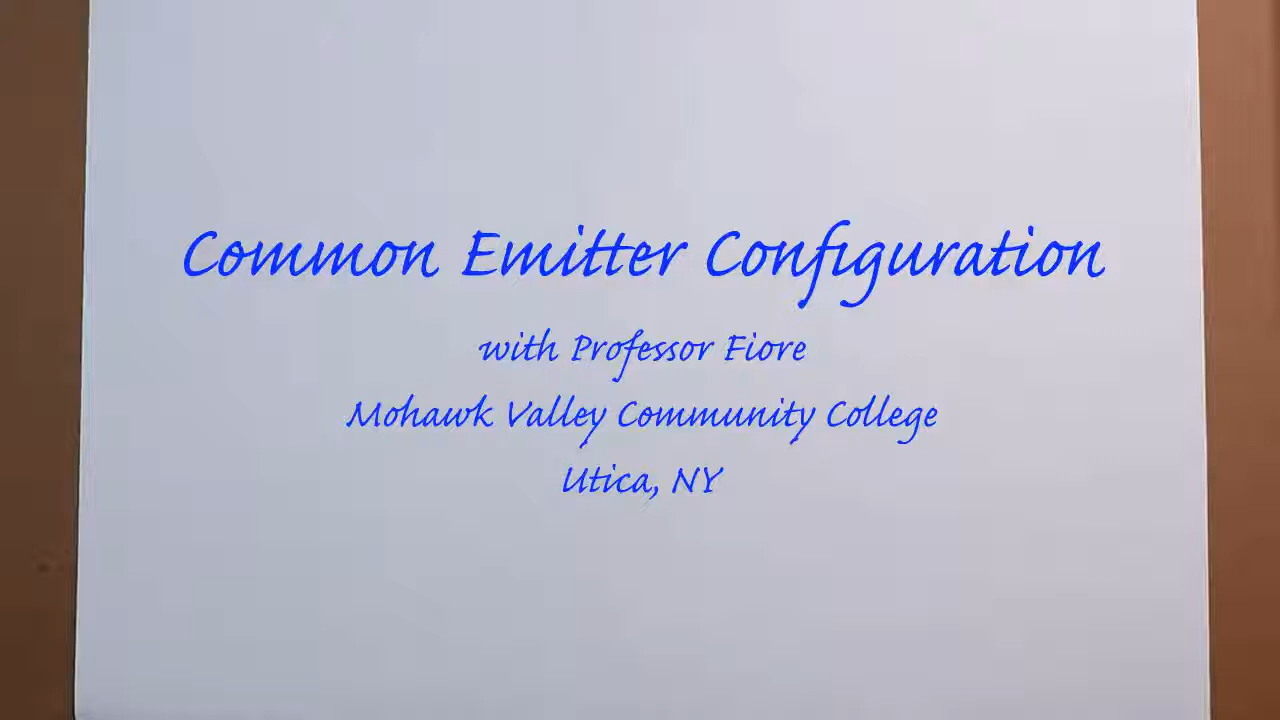 Common Emitter Configuration
with Professor Fiore
Mohawk Valley Community College
Utica, NY